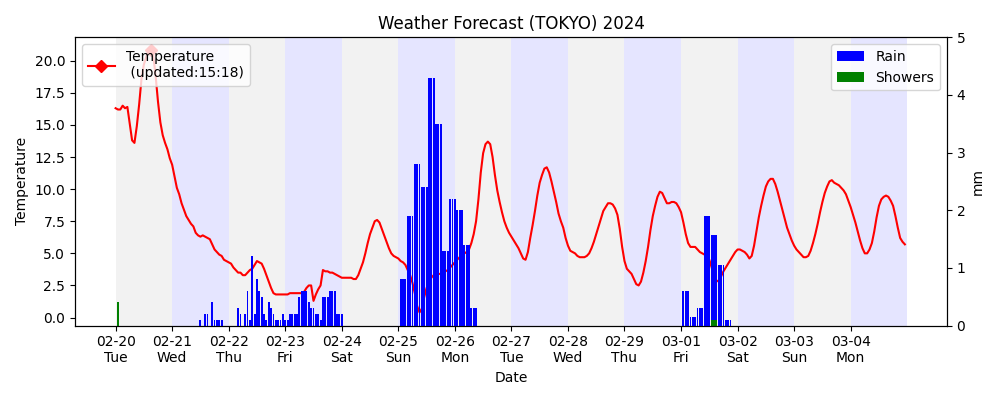 Weather Forecast (TOKYO) 2024
Temperature
(updated:15:18)
Rain
Showers
Temperature
20.0
17.5
15.0
12.5
10.0
7.5
5.0
2.5
0.0
5
4
3
2
1
0
mm
02-20 02-21 02-22 02-23 02-24 02-25 02-26 02-27 02-28 02-29 03-01 03-02 03-03 03-04
Tue Wed Thu Fri Sat Sun Mon Tue Wed Thu Fri Sat Sun Mon
Date